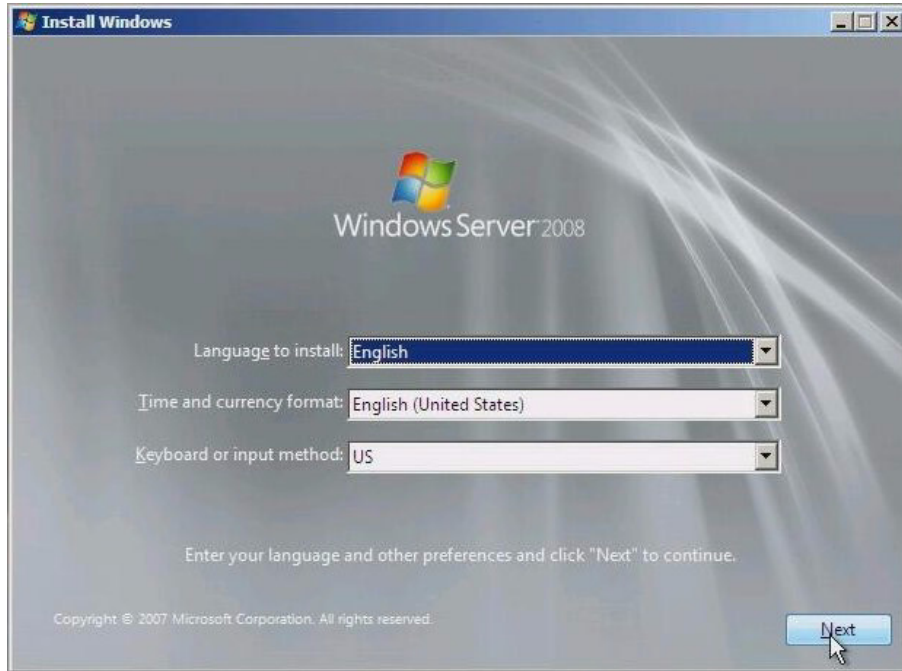 Install Windows
Windows Server 2008
Language to install: English
Time and currency format: English (United States)
Keyboard or input method: US
Enter your language and other preferences and click "Next" to continue.
Copyright © 2007 Microsoft Corporation. All rights reserved.
Next